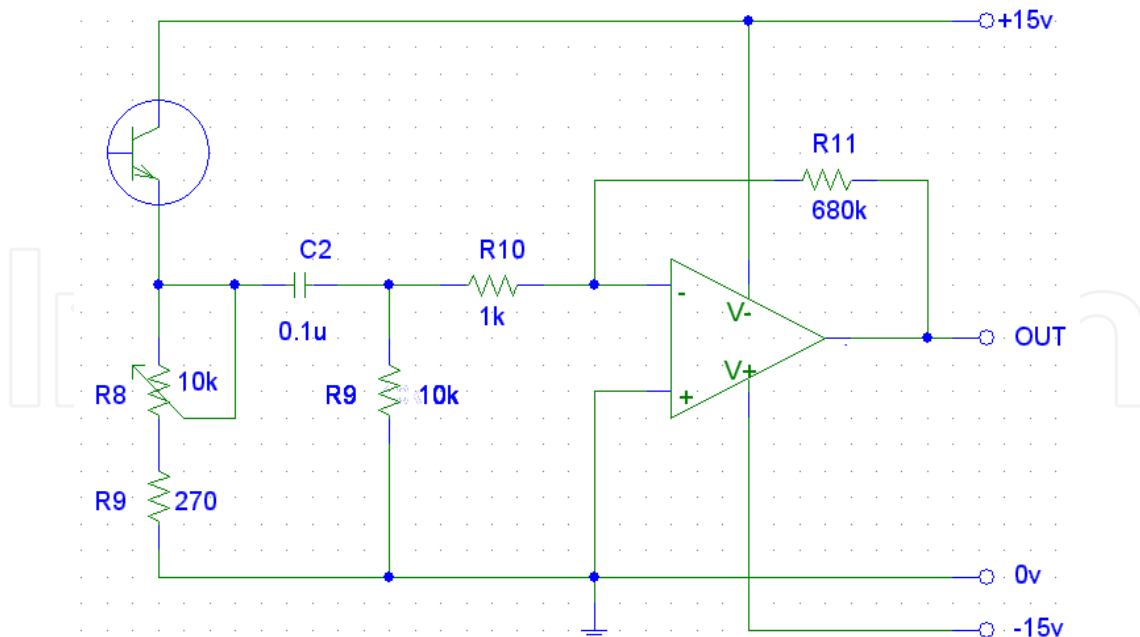 +15v
R11
680k
C2
R10
0.1u
1k
-
V-
V+
+
OUT
R8
10k
R9
10k
R9
270
0v
-15v